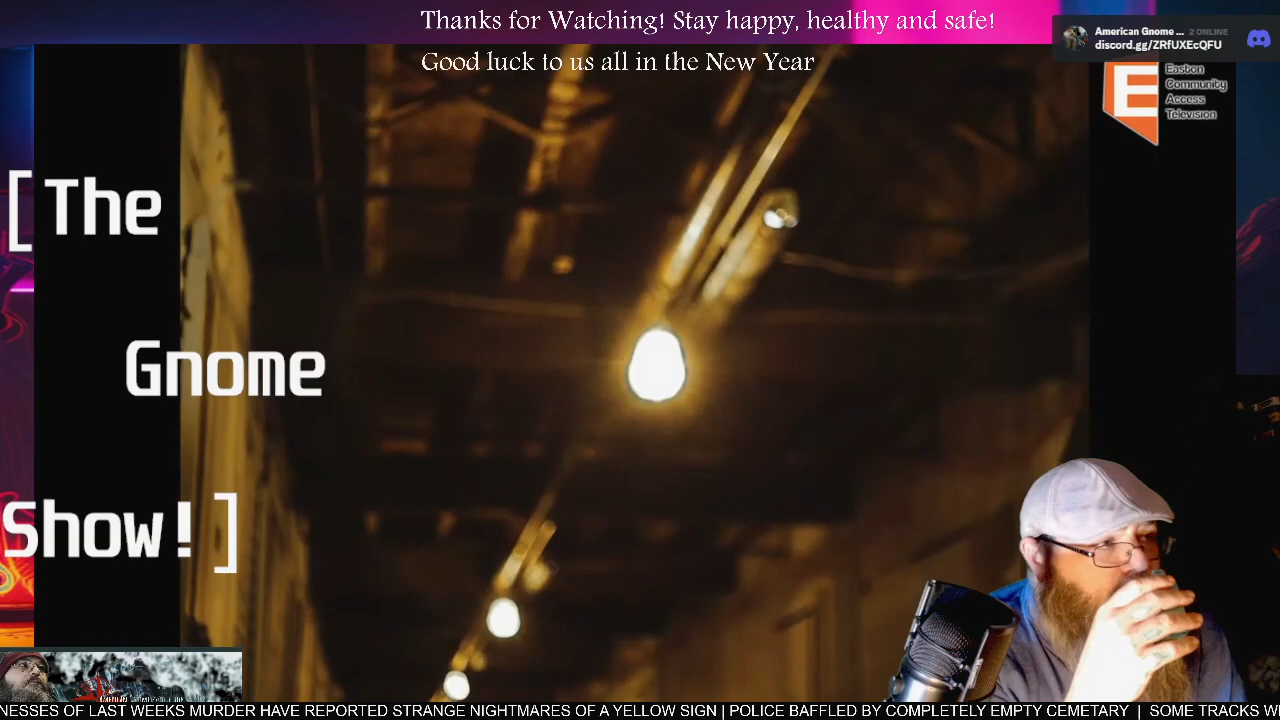 Thanks for Watching! Stay happy, healthy and safe!
Good luck to us all in the New Year
American Gnome ... 2 ONLINE
discord.gg/ZRfUXEcQFU
E Easton
Community
Access
Television
[The
Gnome
Show!]
NESSES OF LAST WEEKS MURDER HAVE REPORTED STRANGE NIGHTMARES OF A YELLOW SIGN | POLICE BAFFLED BY COMPLETELY EMPTY CEMETARY | SOME TRACKS W